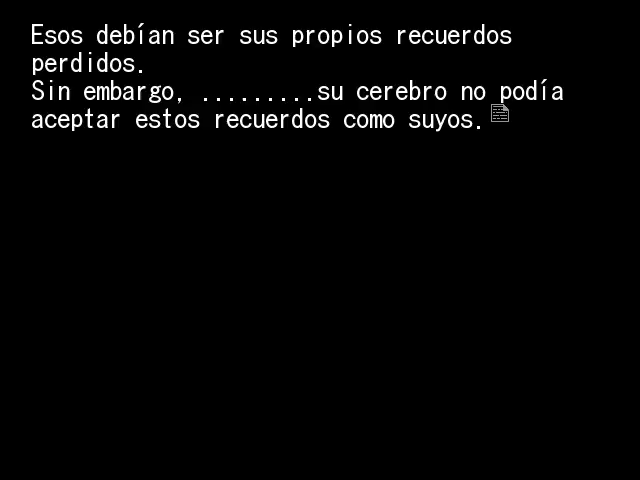 Esos debían ser sus propios recuerdos
perdidos.
Sin embargo, .........su cerebro no podía
aceptar estos recuerdos como suyos.